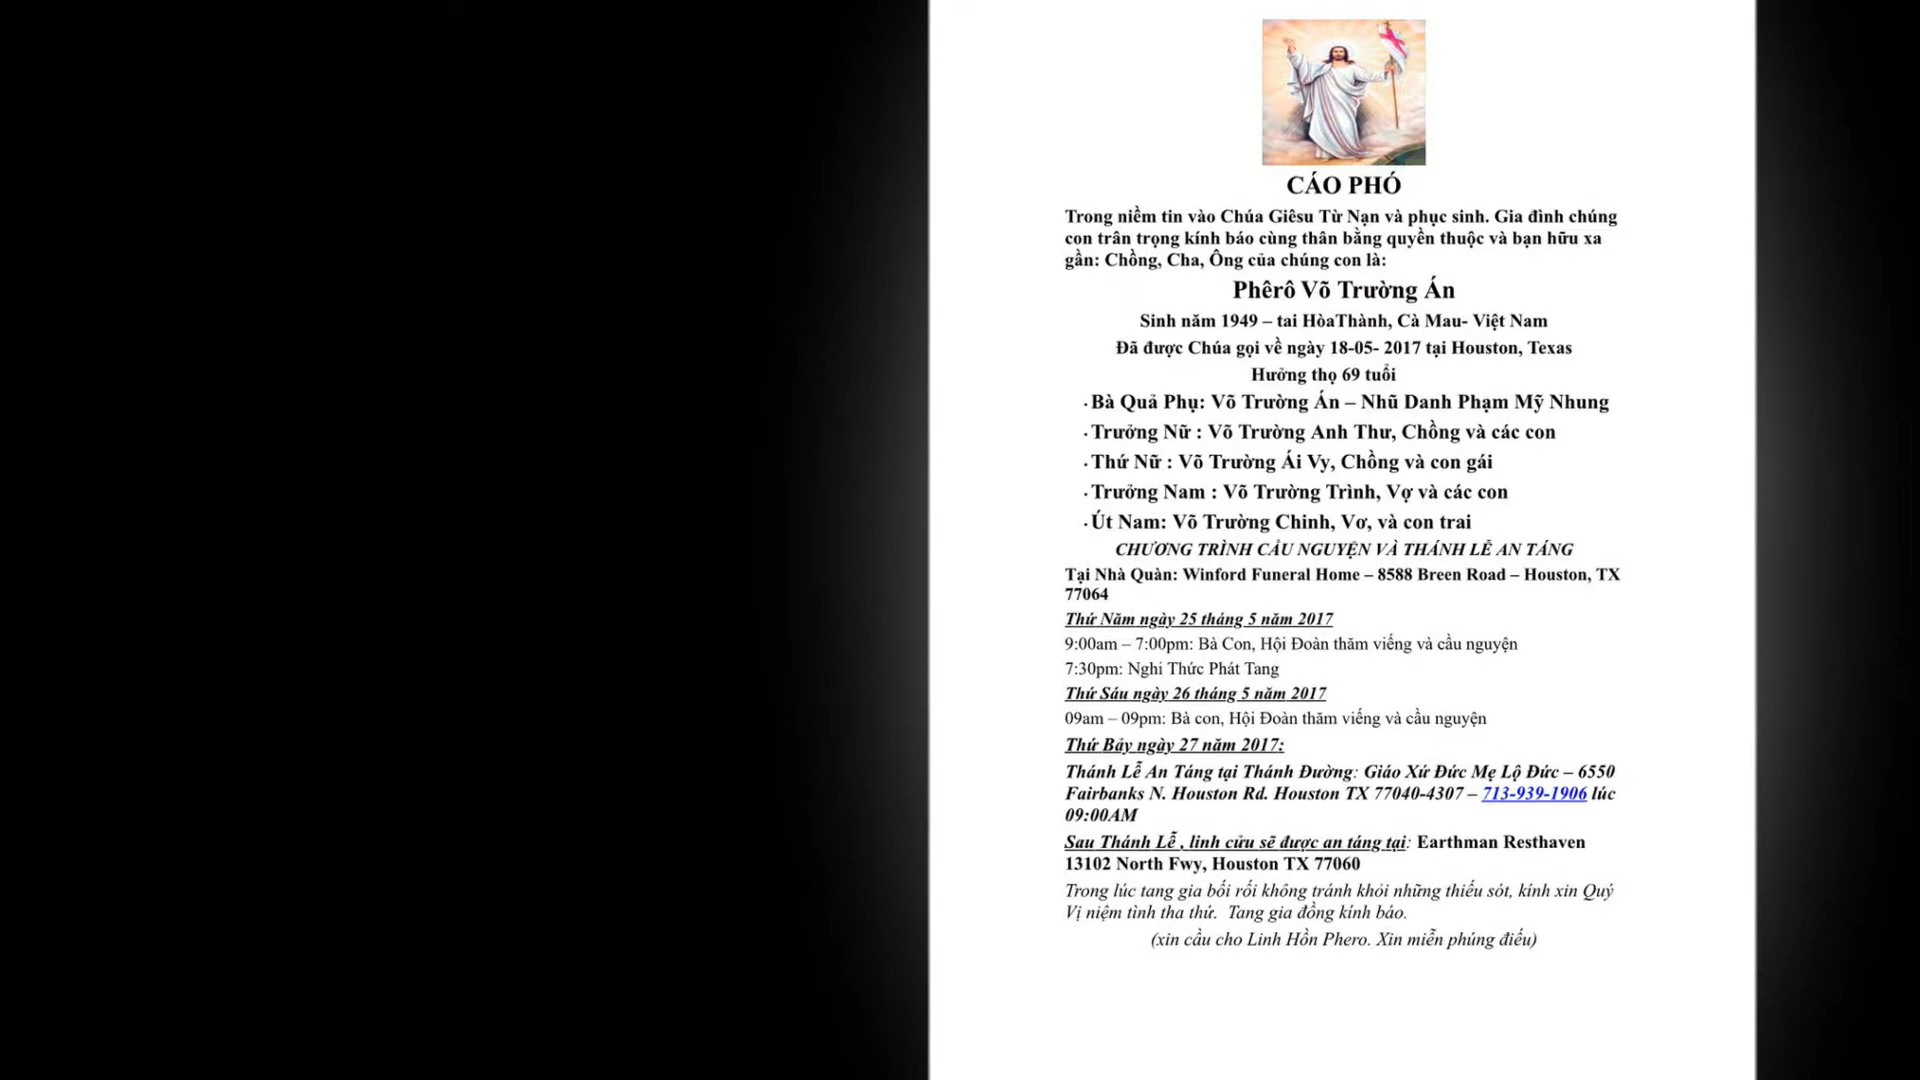 CÁO PHÓ
Trong niềm tin vào Chúa Giêsu Từ Nạn và phục sinh. Gia đình chúng
con trân trọng kính báo cùng thân bằng quyền thuộc và bạn hữu xa
gần: Chồng, Cha, Ông của chúng con là:
Phêrô Võ Trường Án
Sinh năm 1949 – tai HòaThành, Cà Mau- Việt Nam
Đã được Chúa gọi về ngày 18-05- 2017 tại Houston, Texas
Hưởng thọ 69 tuổi
· Bà Quả Phụ: Võ Trường Án – Nhũ Danh Phạm Mỹ Nhung
· Trưởng Nữ : Võ Trường Anh Thư, Chồng và các con
· Thứ Nữ : Võ Trường Ái Vy, Chồng và con gái
· Trưởng Nam : Võ Trường Trình, Vợ và các con
· Út Nam: Võ Trường Chinh, Vơ, và con trai
CHƯƠNG TRÌNH CẦU NGUYỆN VÀ THÁNH LỄ AN TÁNG
Tại Nhà Quàn: Winford Funeral Home – 8588 Breen Road – Houston, TX
77064
Thứ Năm ngày 25 tháng 5 năm 2017
9:00am – 7:00pm: Bà Con, Hội Đoàn thăm viếng và cầu nguyện
7:30pm: Nghi Thức Phát Tang
Thứ Sáu ngày 26 tháng 5 năm 2017
09am – 09pm: Bà con, Hội Đoàn thăm viếng và cầu nguyện
Thứ Bảy ngày 27 năm 2017:
Thánh Lễ An Táng tại Thánh Đường: Giáo Xứ Đức Mẹ Lộ Đức – 6550
Fairbanks N. Houston Rd. Houston TX 77040-4307 – 713-939-1906 lúc
09:00AM
Sau Thánh Lễ , linh cửu sẽ được an táng tại: Earthman Resthaven
13102 North Fwy, Houston TX 77060
Trong lúc tang gia bối rối không tránh khỏi những thiếu sót, kính xin Quý
Vị niệm tình tha thứ.  Tang gia đồng kính báo.
(xin cầu cho Linh Hồn Phero. Xin miễn phúng điếu)